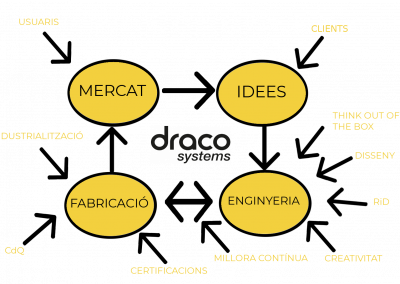 USUARIS
CLIENTS
MERCAT
IDEES
THINK OUT OF
THE BOX
DUSTRIALITZACIÓ
draco
systems
DISSENY
FABRICACIÓ
ENGINYERIA
RiD
CdQ
CERTIFICACIONS
MILLORA CONTÍNUA
CREATIVITAT